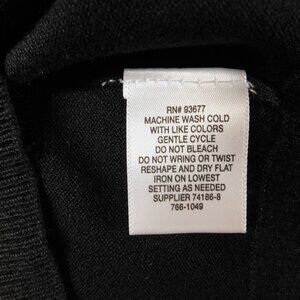 RN# 93677
MACHINE WASH COLD
WITH LIKE COLORS
GENTLE CYCLE
DO NOT BLEACH
DO NOT WRING OR TWIST
RESHAPE AND DRY FLAT
IRON ON LOWEST
SETTING AS NEEDED
SUPPLIER 74186-8
766-1049